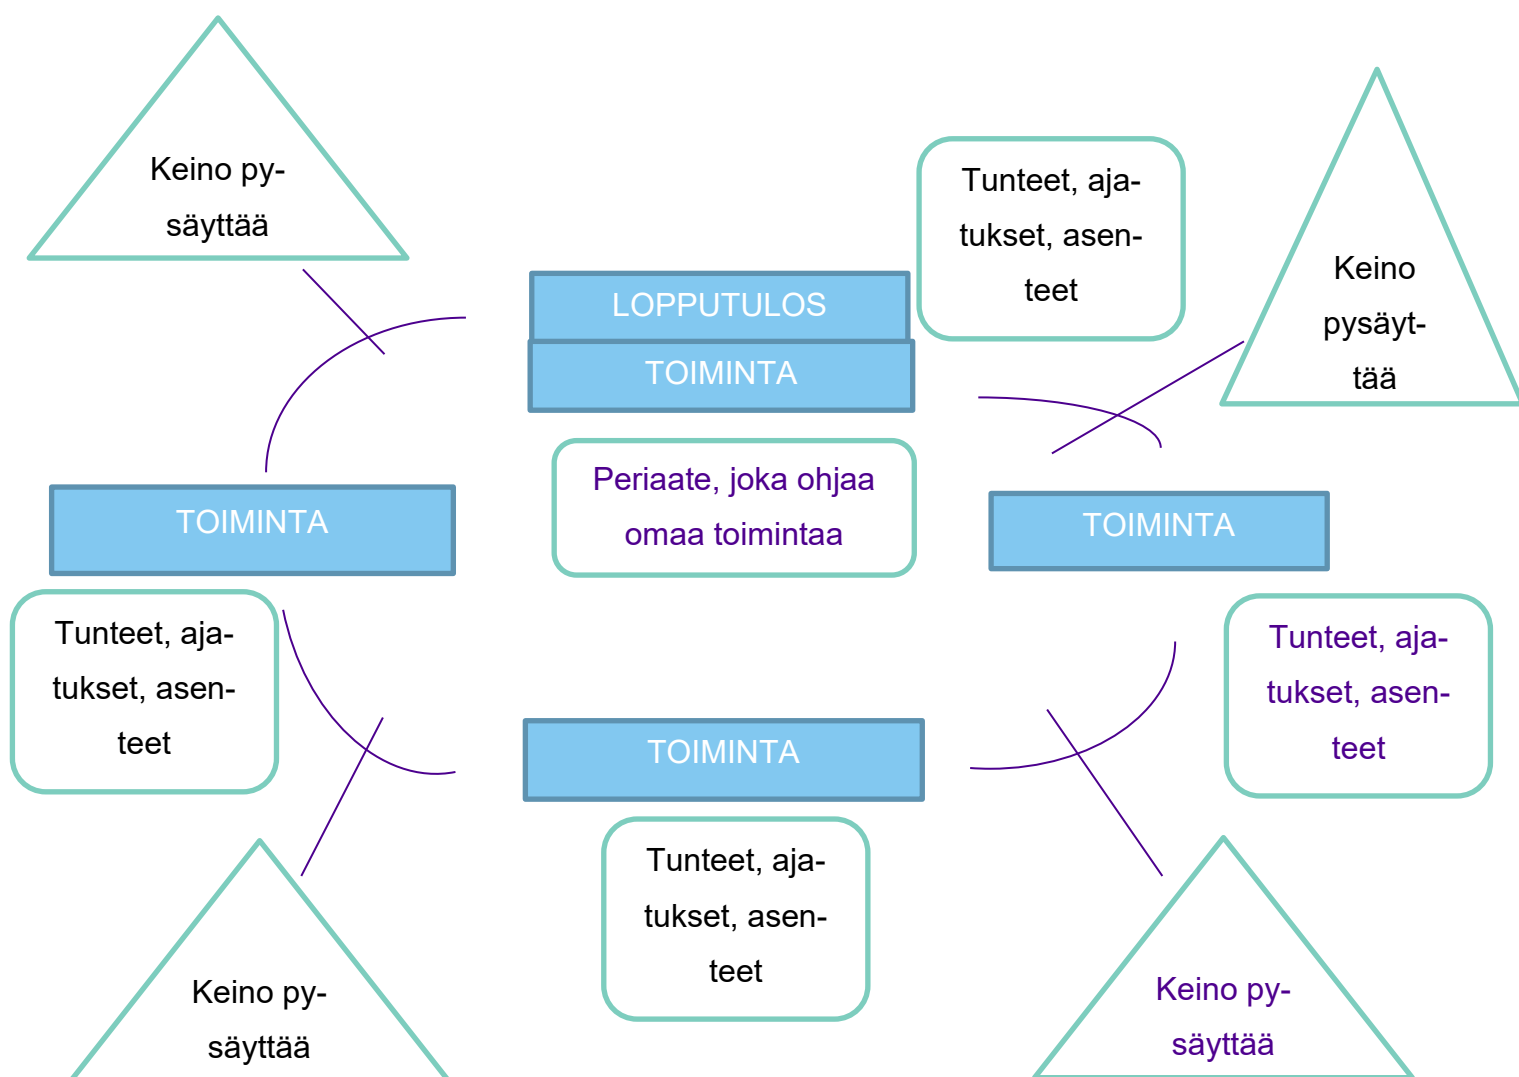 Keino py-
säyttää
Tunteet, aja-
tukset, asen-
teet
Keino
pysäyt-
tää
LOPPUTULOS
TOIMINTA
Periaate, joka ohjaa
omaa toimintaa
TOIMINTA
TOIMINTA
Tunteet, aja-
tukset, asen-
teet
Tunteet, aja-
tukset, asen-
teet
TOIMINTA
Tunteet, aja-
tukset, asen-
teet
Keino py-
säyttää
Keino py-
säyttää